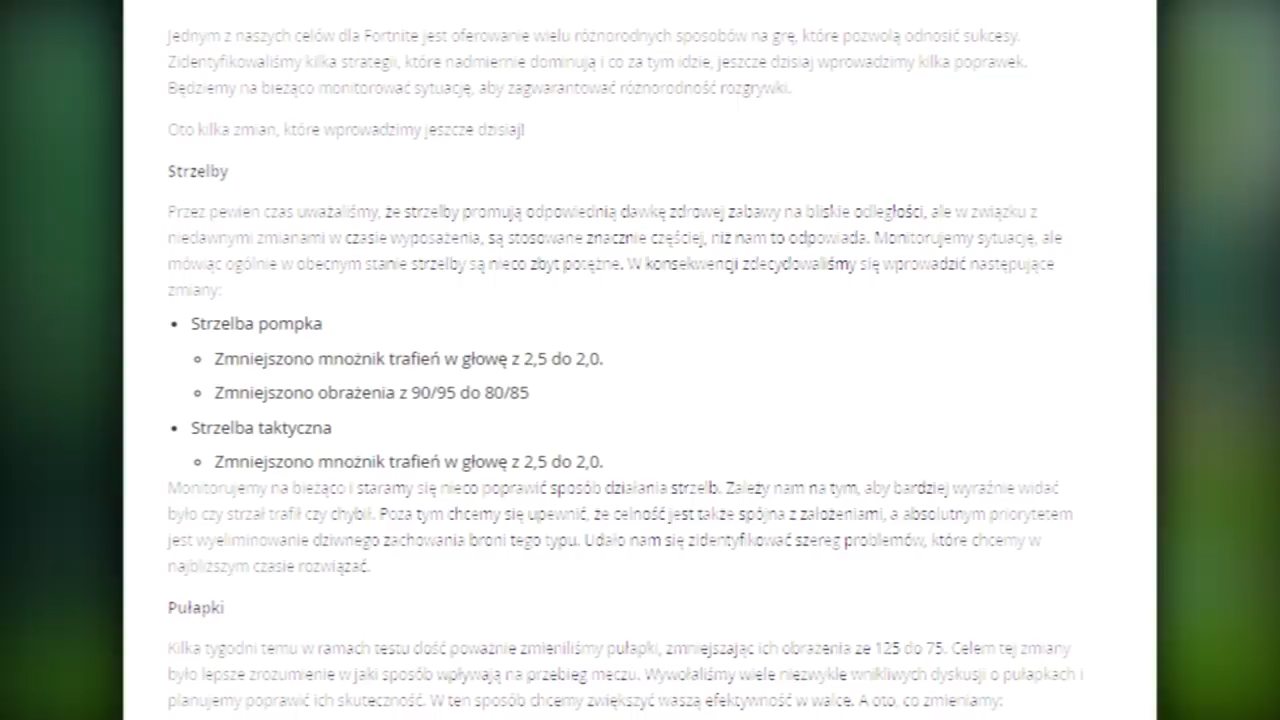 Jednym z naszych celów dla Fortnite jest oferowanie wielu różnorodnych sposobów na grę, które pozwolą odnosić sukcesy.
Zidentyfikowaliśmy kilka strategii, które nadmiernie dominują i co za tym idzie, jeszcze dzisiaj wprowadzimy kilka poprawek.
Będziemy na bieżąco monitorować sytuację, aby zagwarantować różnorodność rozgrywki.
Oto kilka zmian, które wprowadzimy jeszcze dzisiaj!
Strzelby
Przez pewien czas uważaliśmy, że strzelby promują odpowiednią dawkę zdrowej zabawy na bliskie odległości, ale w związku z
niedawnymi zmianami w czasie wyposażenia, są stosowane znacznie częściej, niż nam to odpowiada. Monitorujemy sytuację, ale
mówiąc ogólnie w obecnym stanie strzelby są nieco zbyt potężne. W konsekwencji zdecydowaliśmy się wprowadzić następujące
zmiany:
• Strzelba pompka
◦ Zmniejszono mnożnik trafień w głowę z 2,5 do 2,0.
◦ Zmniejszono obrażenia z 90/95 do 80/85
• Strzelba taktyczna
◦ Zmniejszono mnożnik trafień w głowę z 2,5 do 2,0.
Monitorujemy na bieżąco i staramy się nieco poprawić sposób działania strzelb. Zależy nam na tym, aby bardziej wyraźnie widać
było czy strzał trafił czy chybił. Poza tym chcemy się upewnić, że celność jest także spójna z założeniami, a absolutnym priorytetem
jest wyeliminowanie dziwnego zachowania broni tego typu. Udało nam się zidentyfikować szereg problemów, które chcemy w
najbliższym czasie rozwiązać.
Pułapki
Kilka tygodni temu w ramach testu dość poważnie zmieniliśmy pułapki, zmniejszając ich obrażenia ze 125 do 75. Celem tej zmiany
było lepsze zrozumienie w jaki sposób wpływają na przebieg meczu. Wywołaliśmy wiele niezwykle wnikliwych dyskusji o pułapkach i
planujemy poprawić ich skuteczność. W ten sposób chcemy zwiększyć waszą efektywność w walce. A oto, co zmieniamy: